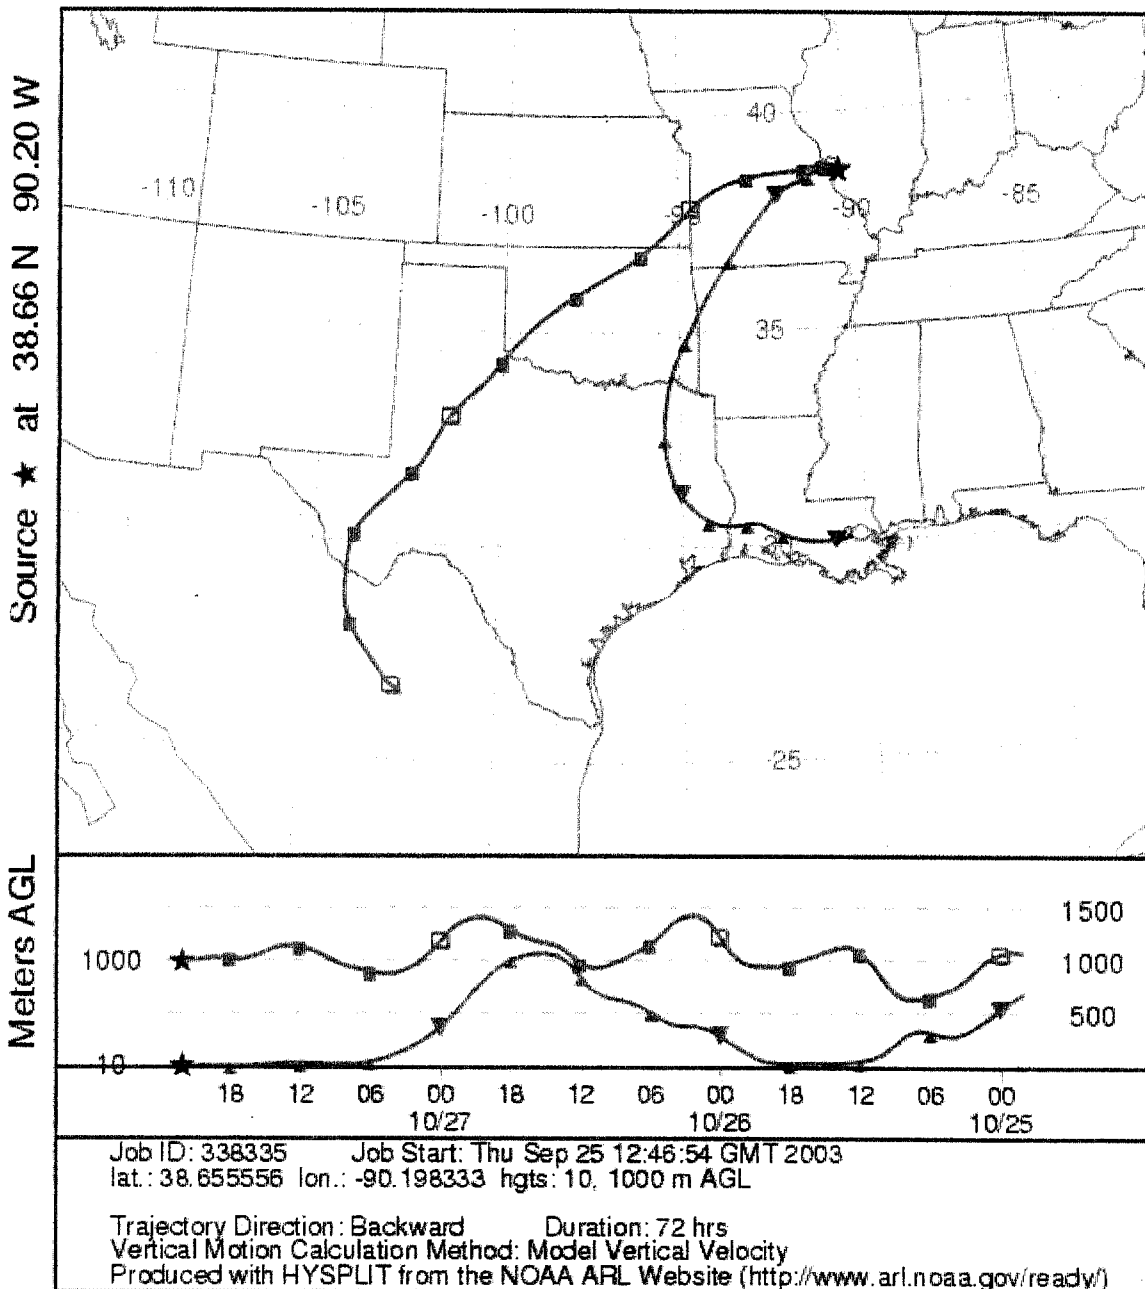 Source ★ at 38.66 N 90.20 W
40
-110
-105
-100
-90
-85
35
25
Meters AGL
1500
1000
1000
500
10
18 12 06 00 18 12 06 00 18 12 06 00
10/27 10/26 10/25
Job ID: 338335 Job Start: Thu Sep 25 12:46:54 GMT 2003
lat.: 38.655556 lon.: -90.198333 hgts: 10, 1000 m AGL
Trajectory Direction: Backward Duration: 72 hrs
Vertical Motion Calculation Method: Model Vertical Velocity
Produced with HYSPLIT from the NOAA ARL Website (http://www.arl.noaa.gov/ready/)